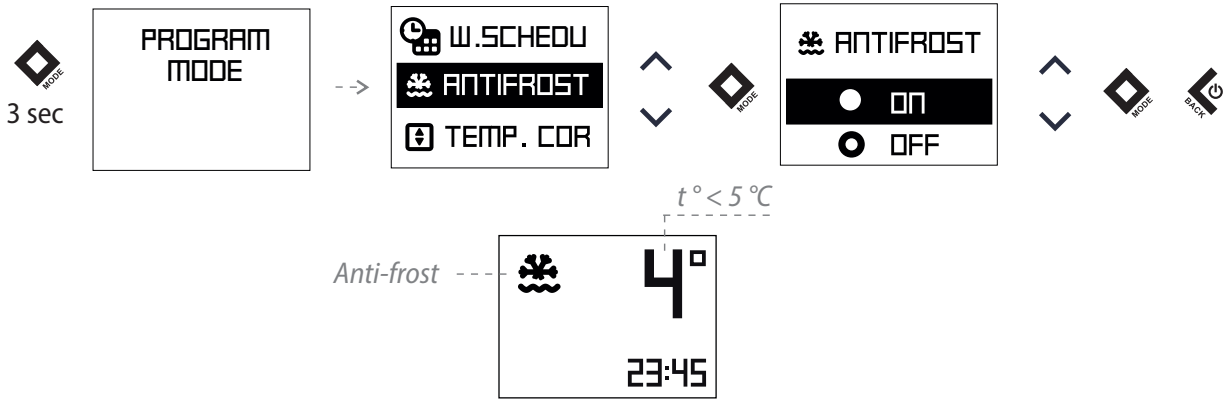 MODE
3 sec
PROGRAM
MODE
W.SCHEDU
ANTIFROST
TEMP. COR
MODE
ANTIFROST
ON
OFF
MODE
BACK
t° < 5 °C
Anti-frost
4°
23:45